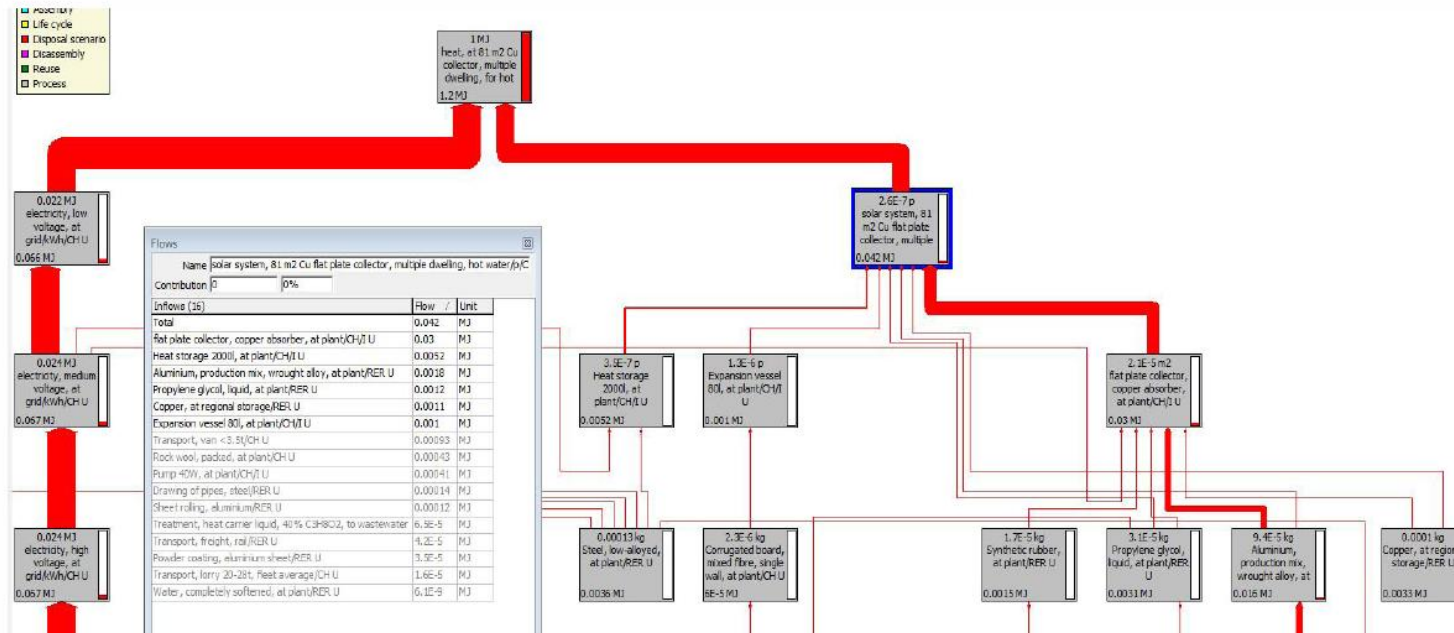 Assembly
Life cycle
Disposal scenario
Disassembly
Reuse
Process
1 MJ
heat, at 81 m2 Cu
collector, multiple
dwelling, for hot
1.2 MJ
0.022 MJ
electricity, low
voltage, at
grid/kWh/CH U
0.066 MJ
2.6E-7 p
solar system, 81
m2 Cu flat plate
collector, multiple
0.042 MJ
Flows
Name solar system, 81 m2 Cu flat plate collector, multiple dwelling, hot water/p/C
Contribution 0 0%
Inflows (16) Flow / Unit
Total 0.042 MJ
flat plate collector, copper absorber, at plant/CH/I U 0.03 MJ
Heat storage 2000l, at plant/CH/I U 0.0052 MJ
Aluminium, production mix, wrought alloy, at plant/RER U 0.0018 MJ
Propylene glycol, liquid, at plant/RER U 0.0012 MJ
Copper, at regional storage/RER U 0.0011 MJ
Expansion vessel 80l, at plant/CH/I U 0.001 MJ
Transport, van <3.5t/CH U 0.00093 MJ
Rock wool, packed, at plant/CH U 0.00043 MJ
Pump 40W, at plant/CH/I U 0.00041 MJ
Drawing of pipes, steel/RER U 0.00014 MJ
Sheet rolling, aluminium/RER U 0.00012 MJ
Treatment, heat carrier liquid, 40% C3H8O2, to wastewater 6.5E-5 MJ
Transport, freight, rail/RER U 4.2E-5 MJ
Powder coating, aluminium sheet/RER U 3.5E-5 MJ
Transport, lorry 20-28t, fleet average/CH U 1.6E-5 MJ
Water, completely softened, at plant/RER U 6.1E-9 MJ
0.024 MJ
electricity, medium
voltage, at
grid/kWh/CH U
0.067 MJ
3.5E-7 p
Heat storage
2000l, at
plant/CH/I U
0.0052 MJ
1.3E-6 p
Expansion vessel
80l, at plant/CH/I
U
0.001 MJ
2.1E-5 m2
flat plate collector,
copper absorber,
at plant/CH/I U
0.03 MJ
0.024 MJ
electricity, high
voltage, at
grid/kWh/CH U
0.067 MJ
0.00013 kg
Steel, low-alloyed,
at plant/RER U
0.0036 MJ
2.3E-6 kg
Corrugated board,
mixed fibre, single
wall, at plant/CH U
6E-5 MJ
1.7E-5 kg
Synthetic rubber,
at plant/RER U
0.0015 MJ
3.1E-5 kg
Propylene glycol,
liquid, at plant/RER
U
0.0031 MJ
9.4E-5 kg
Aluminium,
production mix,
wrought alloy, at
0.016 MJ
0.0001 kg
Copper, at region
storage/RER U
0.0033 MJ